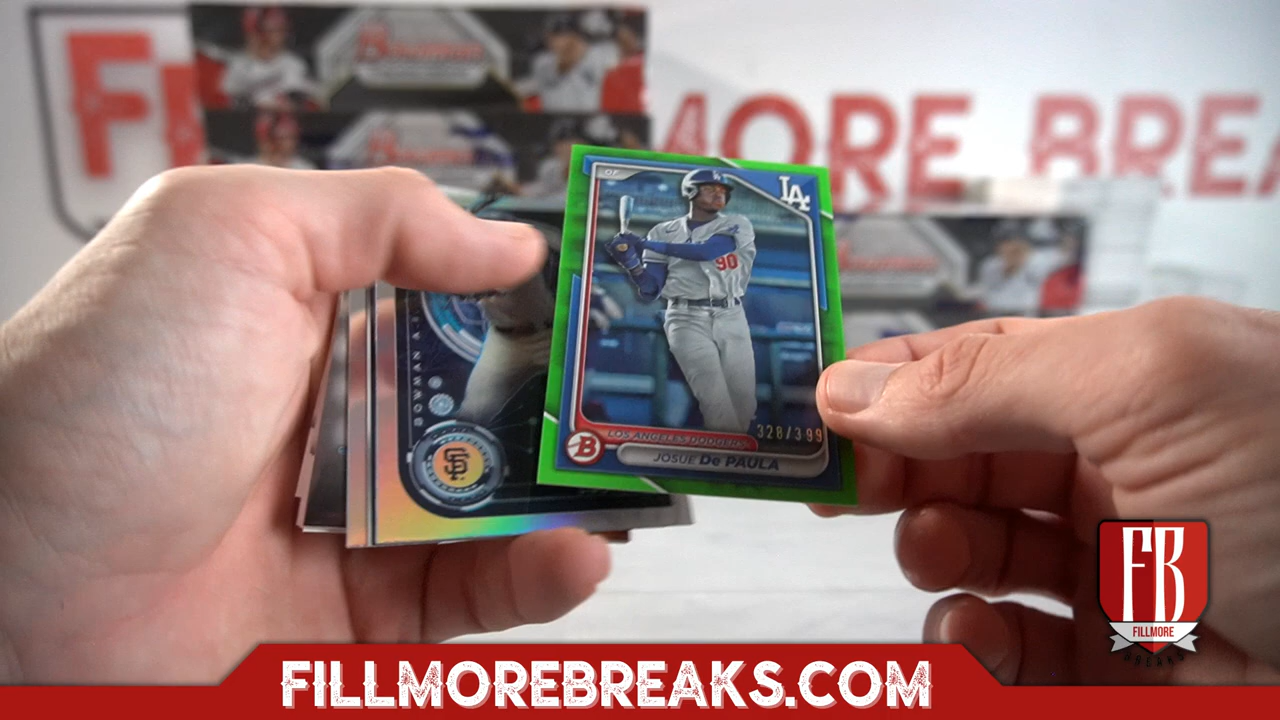 Bowman
MORE BREA
OF
LA
90
BOWMAN A.I.
SF
328/399
LOS ANGELES DODGERS
B
JOSUE De PAULA
FB
FILLMORE
BREAKS
FILLMOREBREAKS.COM